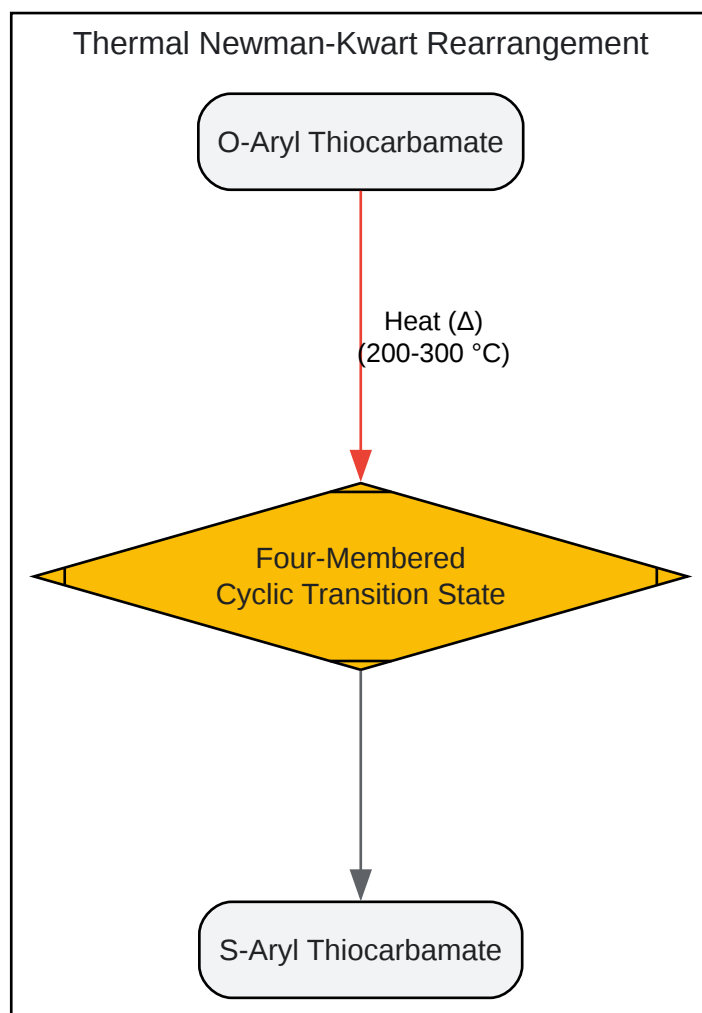 Thermal Newman-Kwart Rearrangement
O-Aryl Thiocarbamate
Heat (Δ)
(200-300 °C)
Four-Membered
Cyclic Transition State
S-Aryl Thiocarbamate